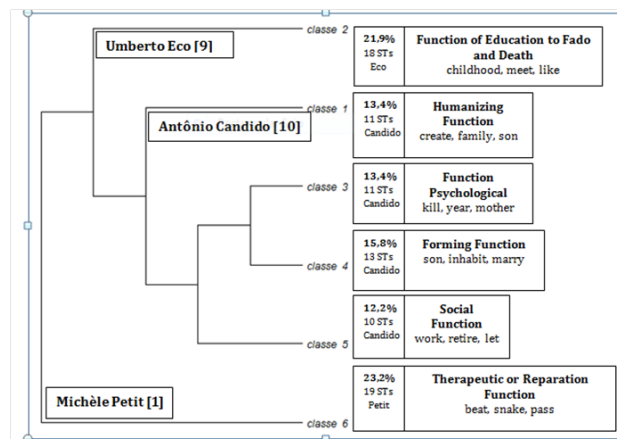 classe 2
Umberto Eco [9]
21,9%
18 STs
Eco
Function of Education to Fado
and Death
childhood, meet, like
classe 1
Antônio Candido [10]
13,4%
11 STs
Candido
Humanizing
Function
create, family, son
classe 3
13,4%
11 STs
Candido
Function
Psychological
kill, year, mother
classe 4
15,8%
13 STs
Candido
Forming Function
son, inhabit, marry
classe 5
12,2%
10 STs
Candido
Social
Function
work, retire, let
Michèle Petit [1]
classe 6
23,2%
19 STs
Petit
Therapeutic or Reparation
Function
beat, snake, pass